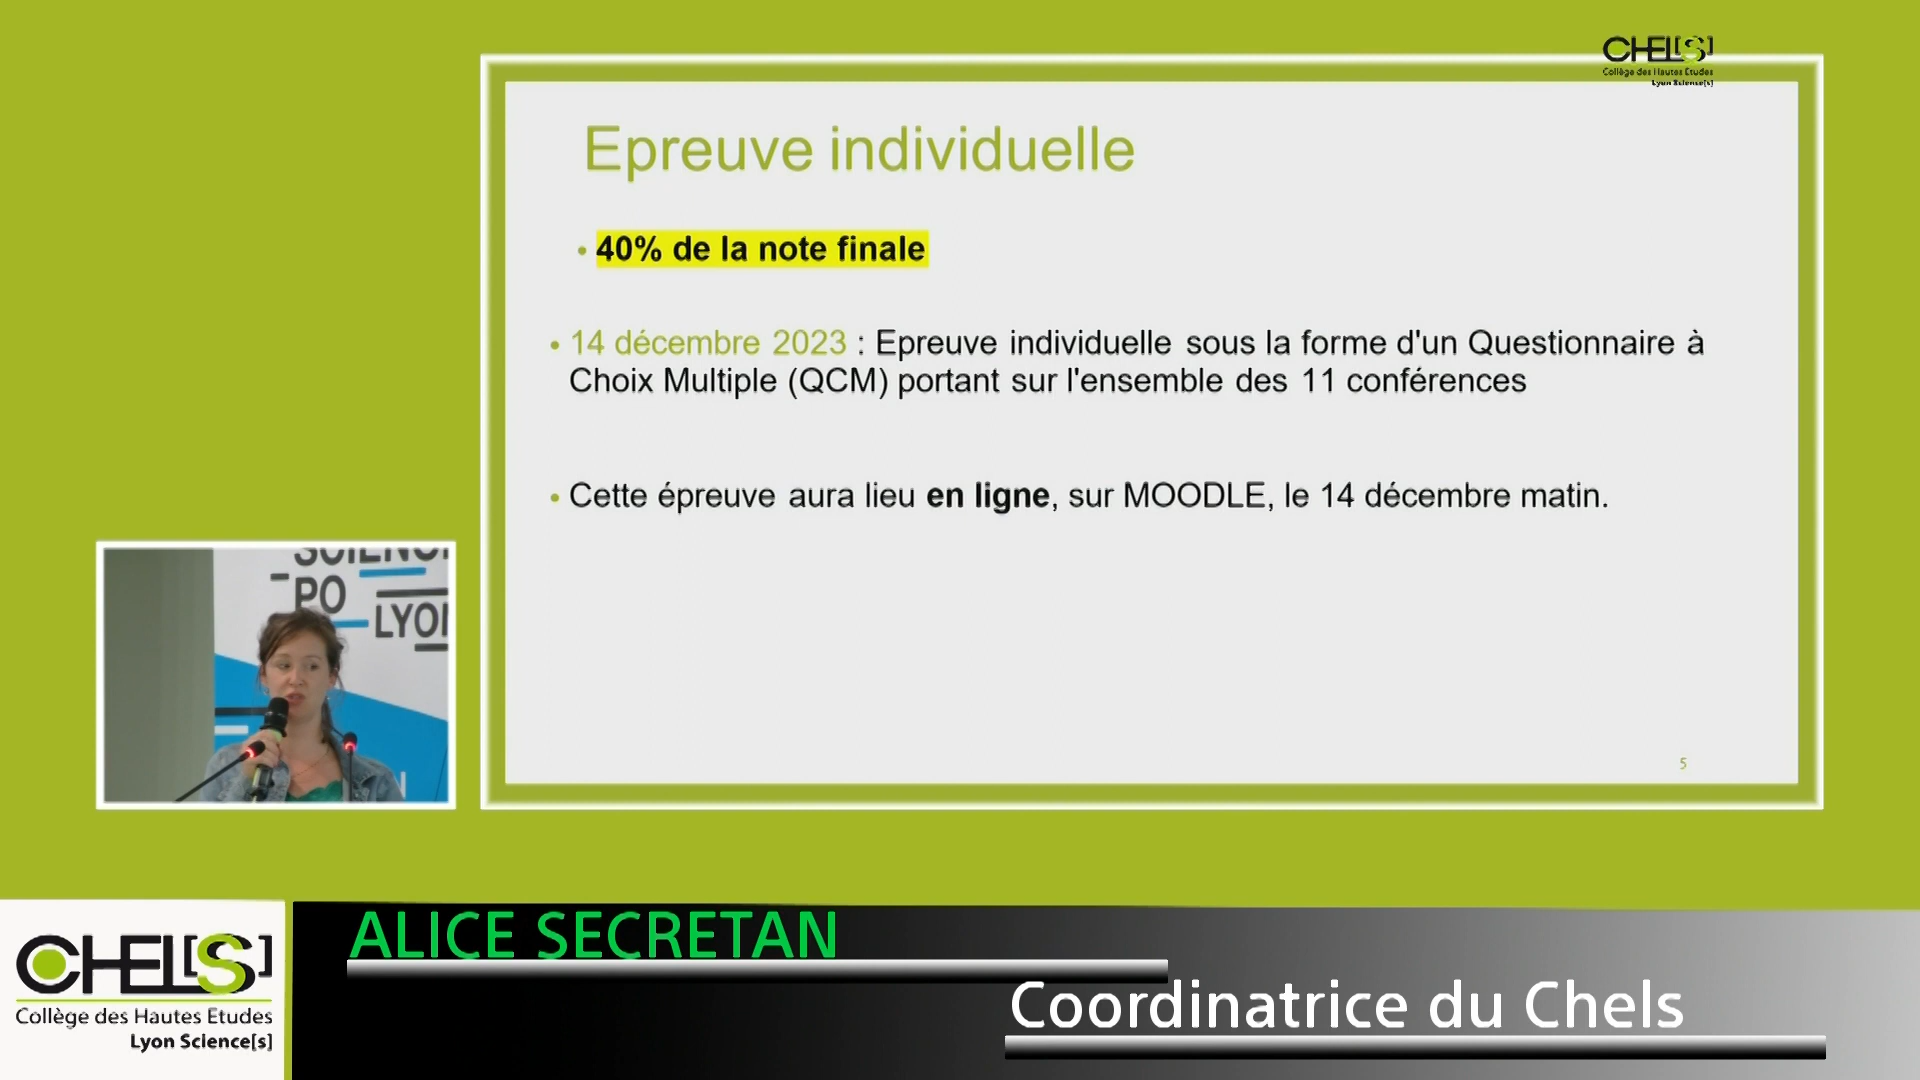 CHEL[S]
Collège des Hautes Etudes
Lyon Science[s]
Epreuve individuelle
• 40% de la note finale
• 14 décembre 2023 : Epreuve individuelle sous la forme d'un Questionnaire à
Choix Multiple (QCM) portant sur l'ensemble des 11 conférences
• Cette épreuve aura lieu en ligne, sur MOODLE, le 14 décembre matin.
5
PO
ALICE SECRETAN
Coordinatrice du Chels
CHEL[S]
Collège des Hautes Etudes
Lyon Science[s]